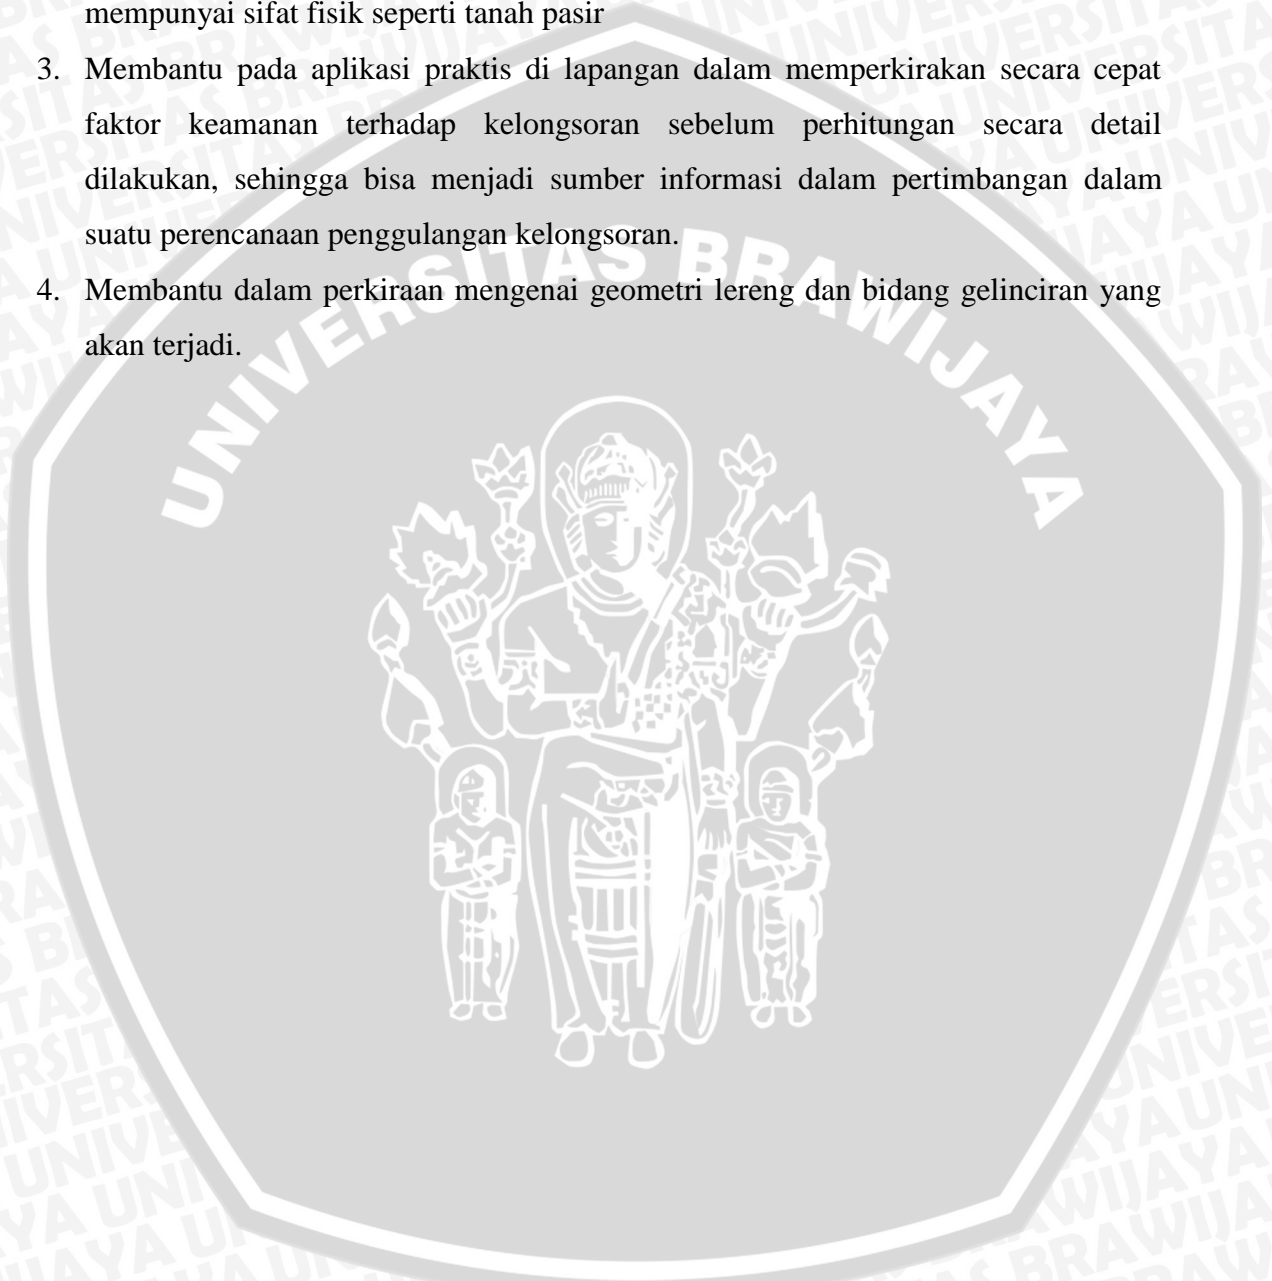 mempunyai sifat fisik seperti tanah pasir
3. Membantu pada aplikasi praktis di lapangan dalam memperkirakan secara cepat
faktor keamanan terhadap kelongsoran sebelum perhitungan secara detail
dilakukan, sehingga bisa menjadi sumber informasi dalam pertimbangan dalam
suatu perencanaan penggulangan kelongsoran.
4. Membantu dalam perkiraan mengenai geometri lereng dan bidang gelinciran yang
akan terjadi.
UNIVERSITAS BRAWIJAYA